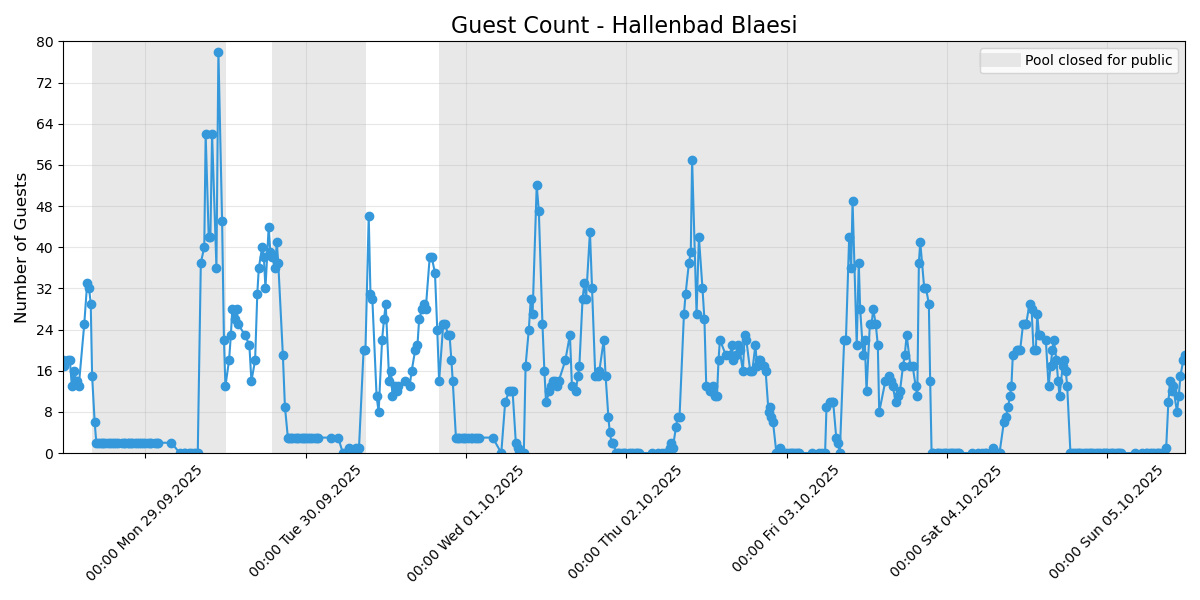 Guest Count - Hallenbad Blaesi
Pool closed for public
Number of Guests
80
72
64
56
48
40
32
24
16
8
0
00:00 Mon 29.09.2025
00:00 Tue 30.09.2025
00:00 Wed 01.10.2025
00:00 Thu 02.10.2025
00:00 Fri 03.10.2025
00:00 Sat 04.10.2025
00:00 Sun 05.10.2025